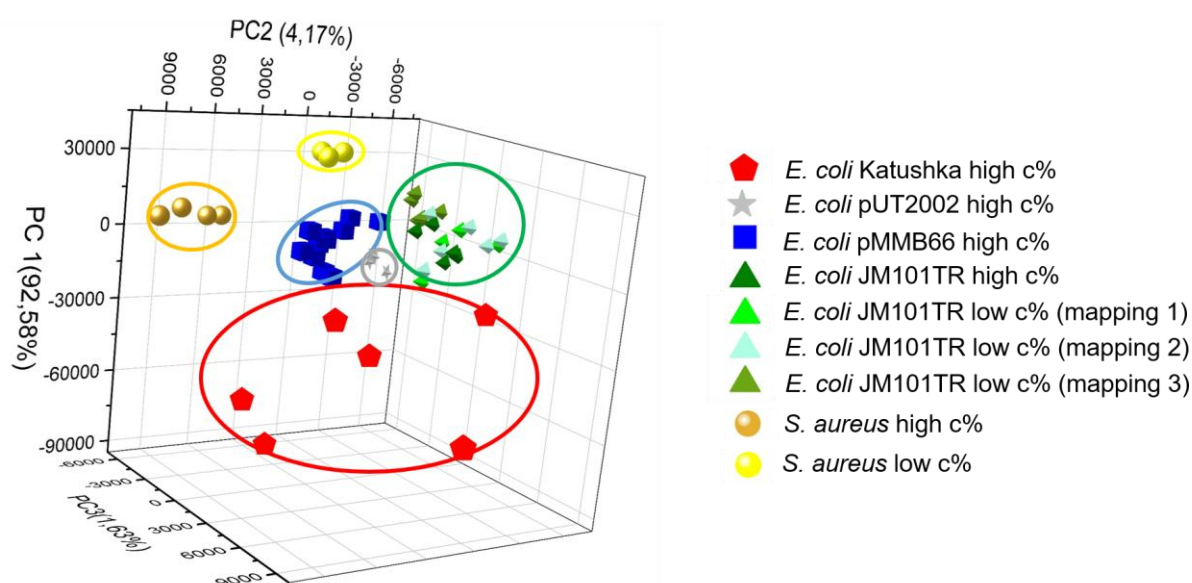 PC2 (4,17%)
9000
6000
3000
0
-3000
-6000
PC 1(92,58%)
30000
0
-30000
-60000
-90000
-6000
-3000
0
3000
6000
9000
PC3(1,63%)
E. coli Katushka high c%
E. coli pUT2002 high c%
E. coli pMMB66 high c%
E. coli JM101TR high c%
E. coli JM101TR low c% (mapping 1)
E. coli JM101TR low c% (mapping 2)
E. coli JM101TR low c% (mapping 3)
S. aureus high c%
S. aureus low c%